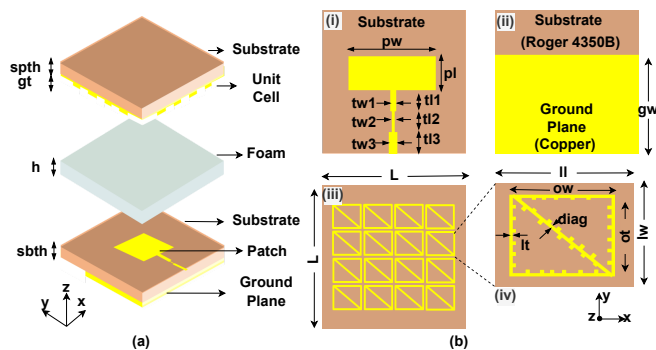 Substrate
spth
gt
Unit
Cell
Foam
h
Substrate
sbth
Patch
Ground
Plane
z
y
x
(a)
(i)
Substrate
pw
pl
tw1
tl1
tw2
tl2
tw3
tl3
(ii)
Substrate
(Roger 4350B)
Ground
Plane
(Copper)
gw
L
(iii)
L
(b)
ll
ow
diag
lt
ot
lw
(iv)
y
z
x